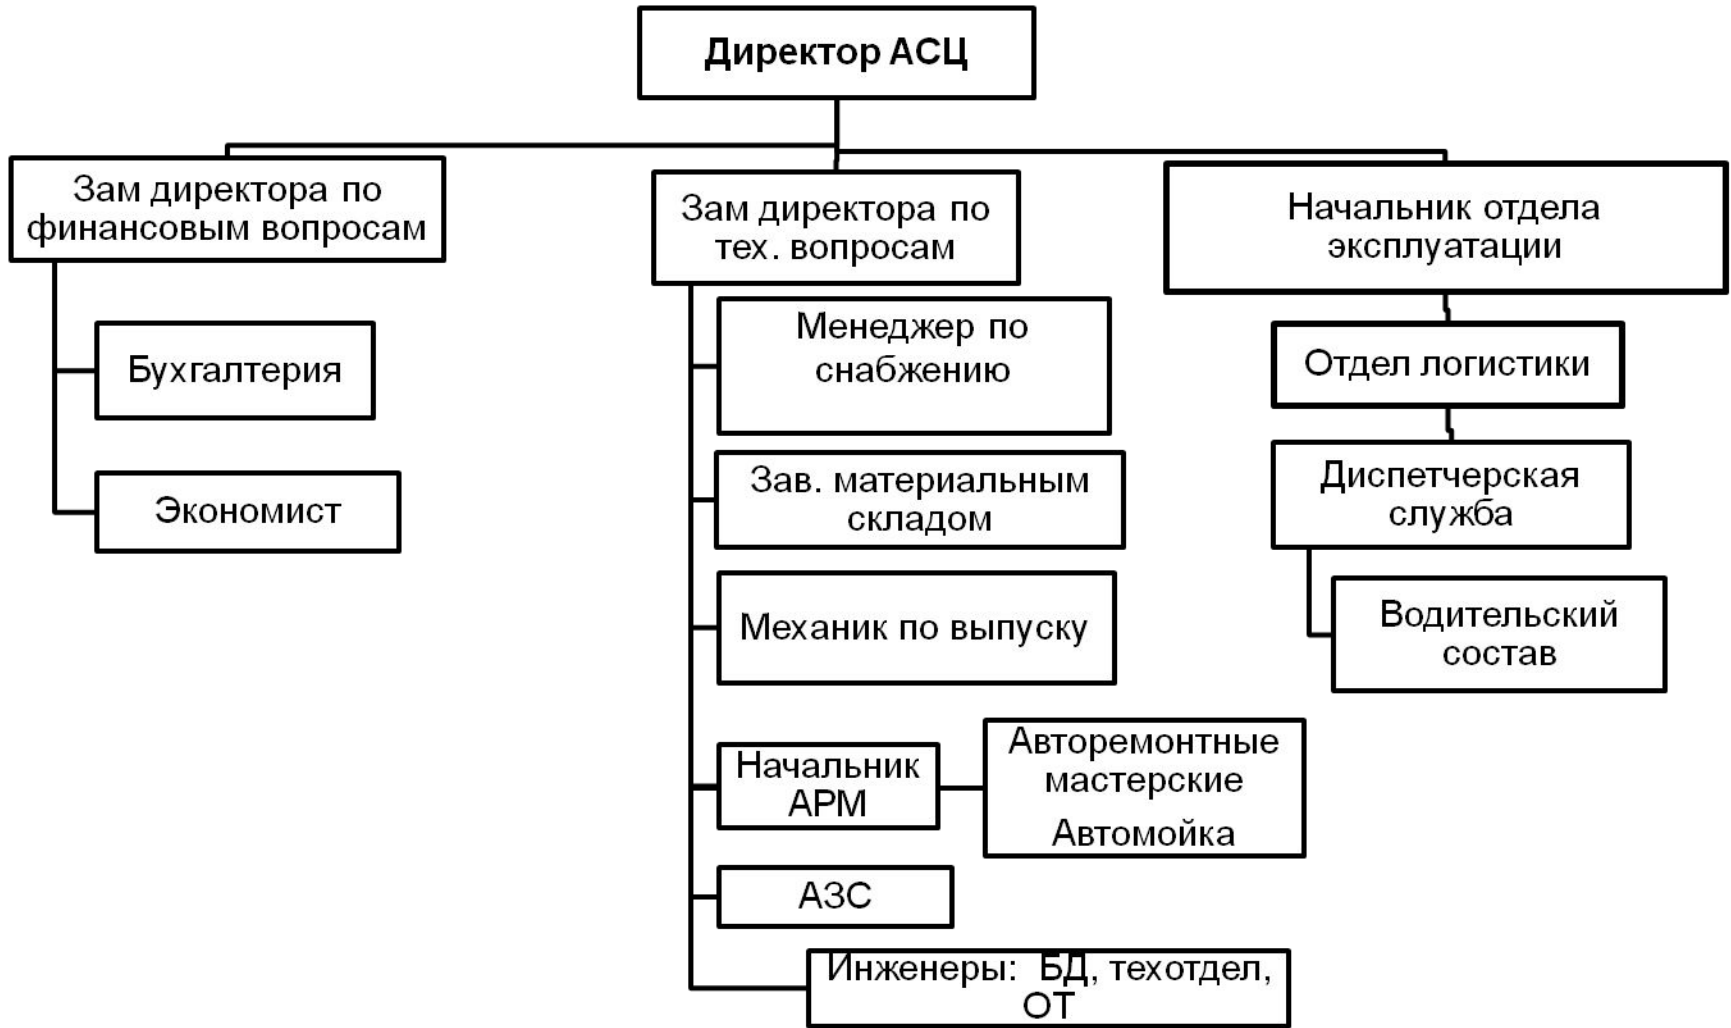 Директор АСЦ
Зам директора по
финансовым вопросам
Бухгалтерия
Экономист
Зам директора по
тех. вопросам
Менеджер по
снабжению
Зав. материальным
складом
Механик по выпуску
Начальник
АРМ
Авторемонтные
мастерские
Автомойка
АЗС
Инженеры: БД, техотдел,
ОТ
Начальник отдела
эксплуатации
Отдел логистики
Диспетчерская
служба
Водительский
состав